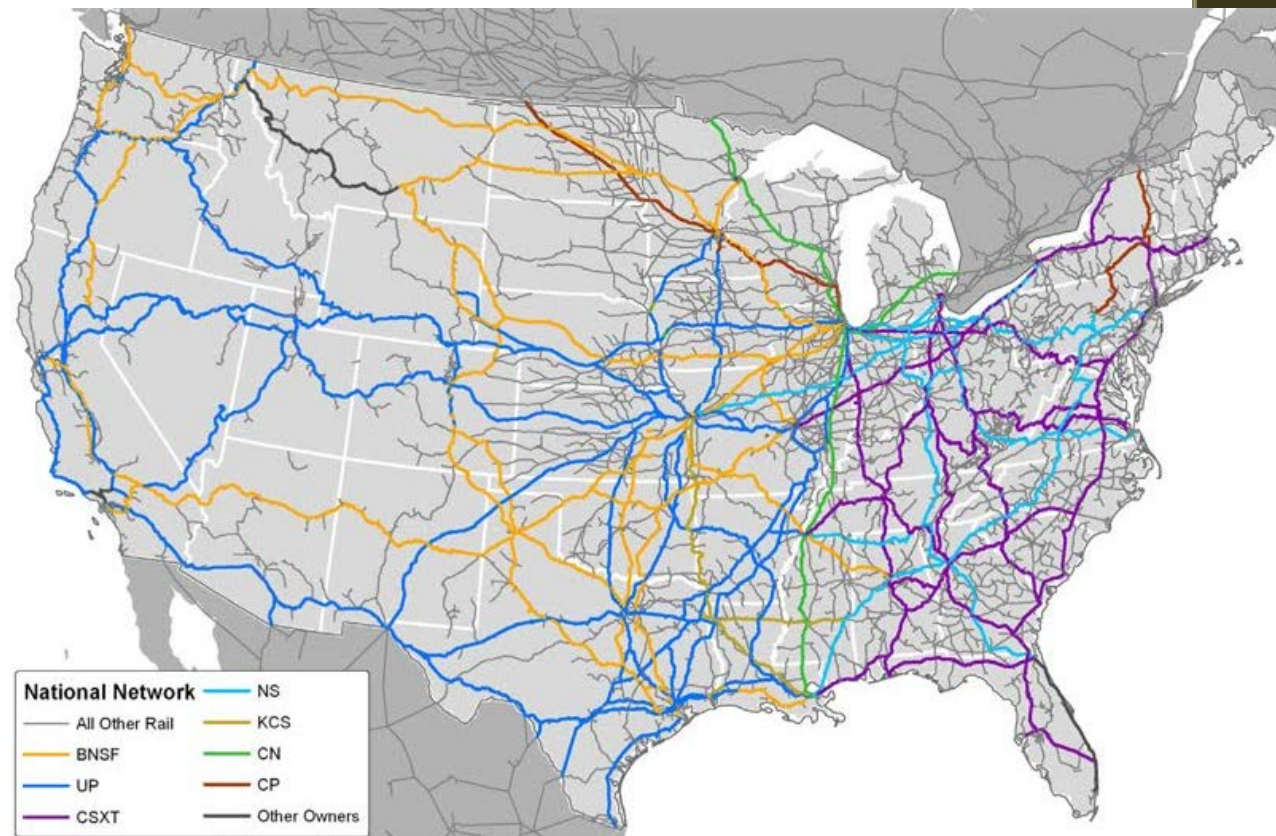 National Network
All Other Rail
BNSF
UP
CSXT
NS
KCS
CN
CP
Other Owners